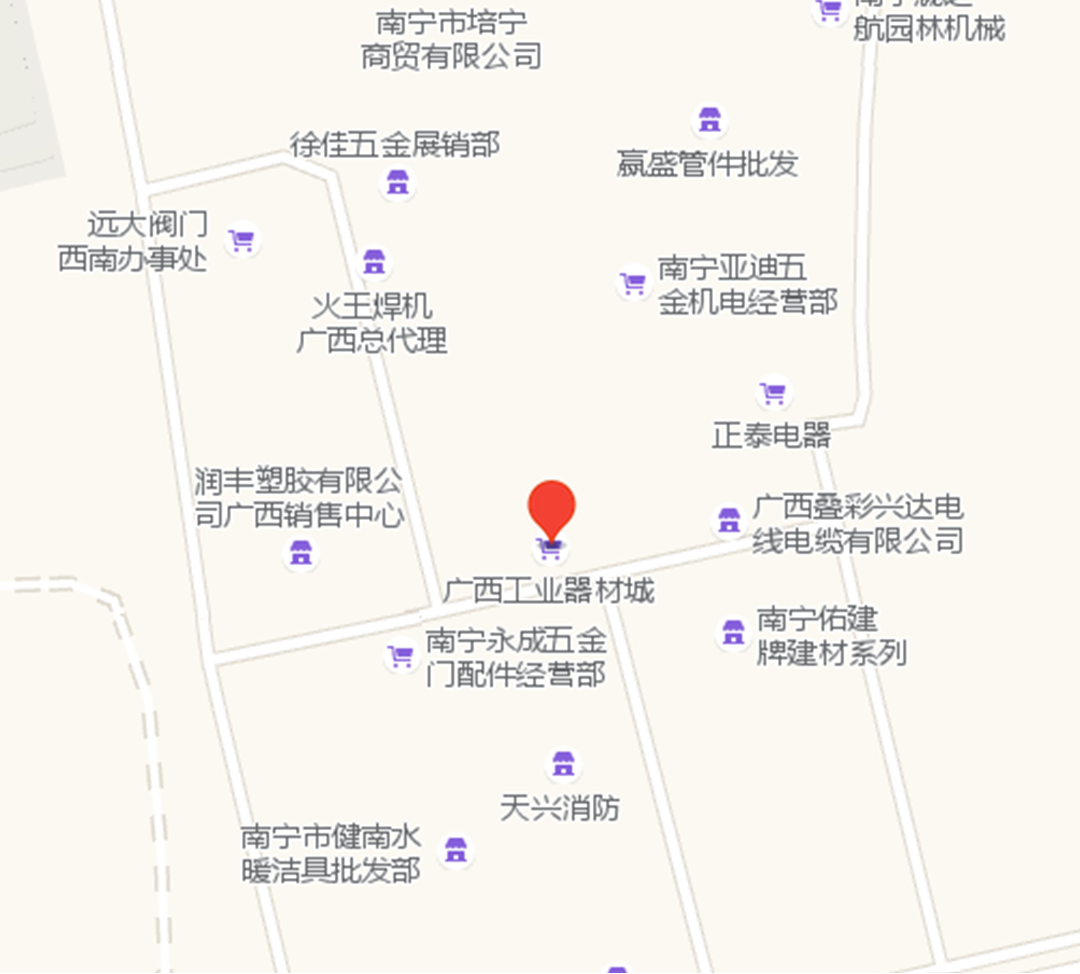 南宁市培宁
商贸有限公司
航园林机械
徐佳五金展销部
赢盛管件批发
远大阀门
西南办事处
南宁亚迪五
金机电经营部
火王焊机
广西总代理
正泰电器
润丰塑胶有限公
司广西销售中心
广西叠彩兴达电
线电缆有限公司
广西工业器材城
南宁佑建
牌建材系列
南宁永成五金
门配件经营部
天兴消防
南宁市健南水
暖洁具批发部